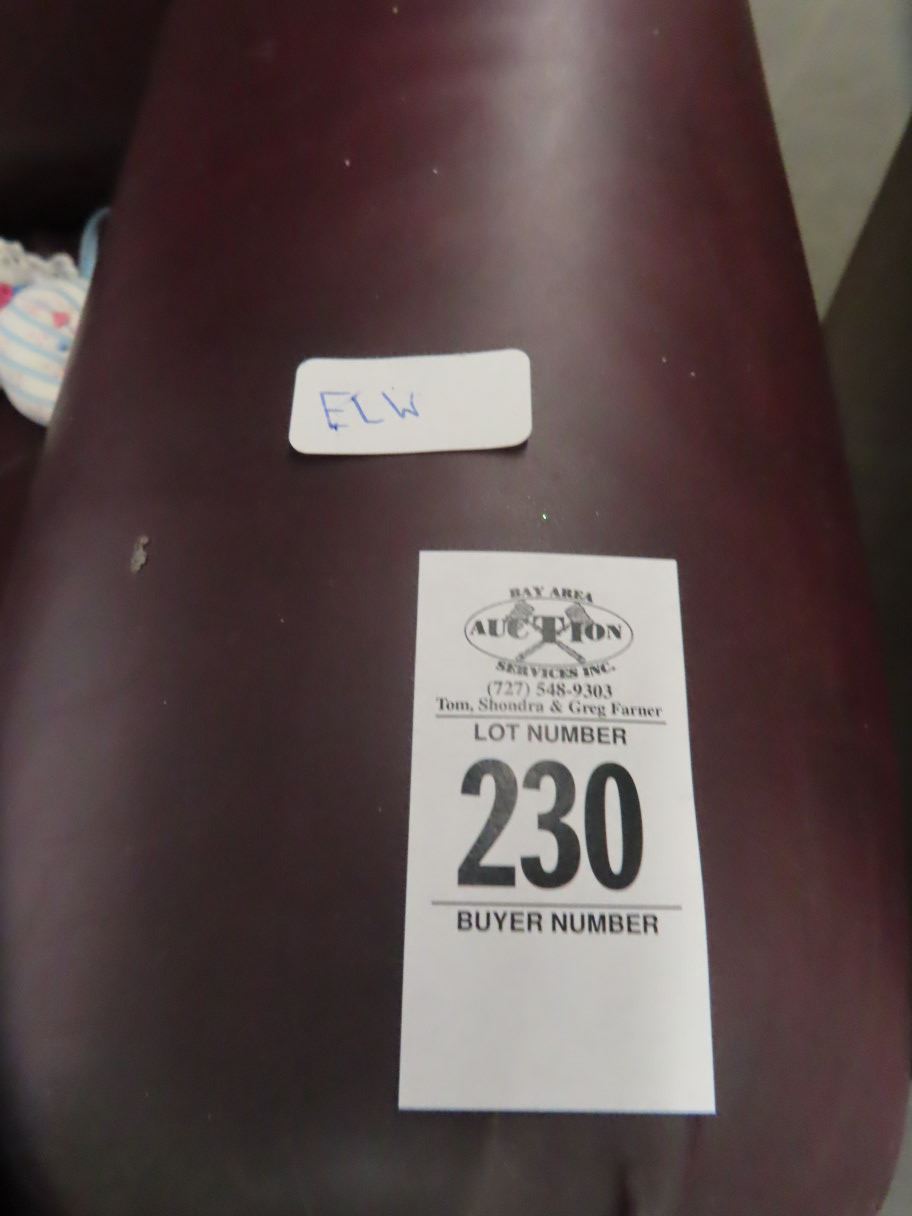 ELW
BAY AREA
AUCTION
SERVICES INC.
(727) 548-9303
Tom, Shondra & Greg Farner
LOT NUMBER
230
BUYER NUMBER